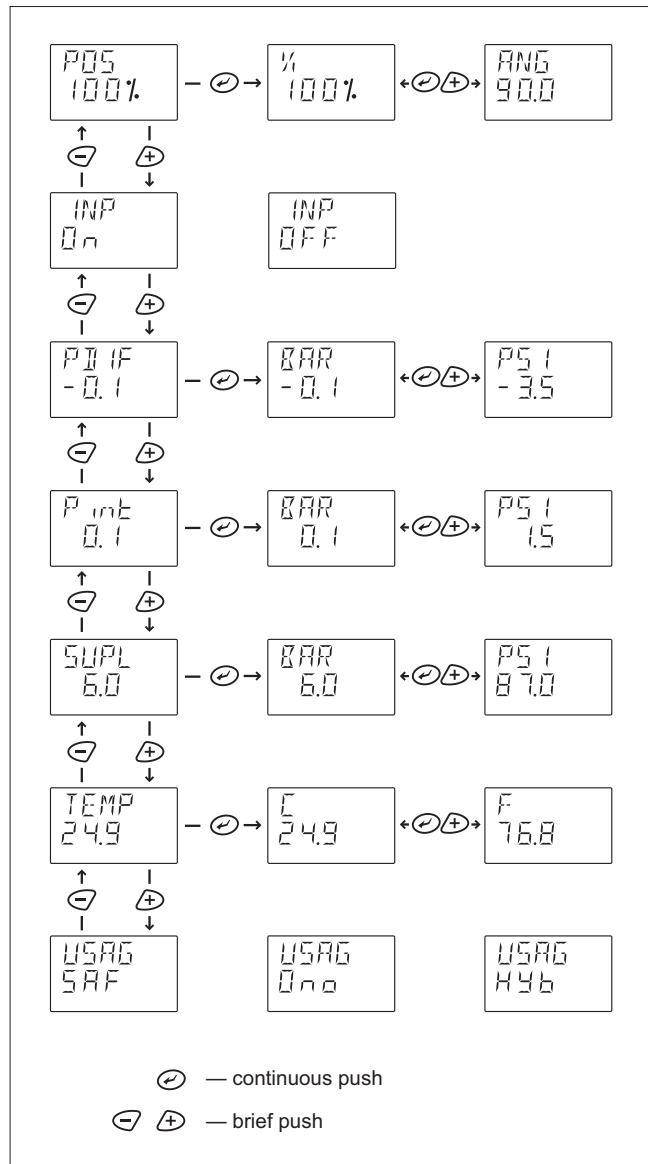 POS
100%
%
100%
ANG
90.0
INP
On
INP
OFF
PDIF
-0.1
BAR
-0.1
PSI
-3.5
Pint
0.1
BAR
0.1
PSI
1.5
SUPL
6.0
BAR
6.0
PSI
87.0
TEMP
24.9
C
24.9
F
76.8
USAG
SAF
USAG
Ono
USAG
HYb
— continuous push
— brief push